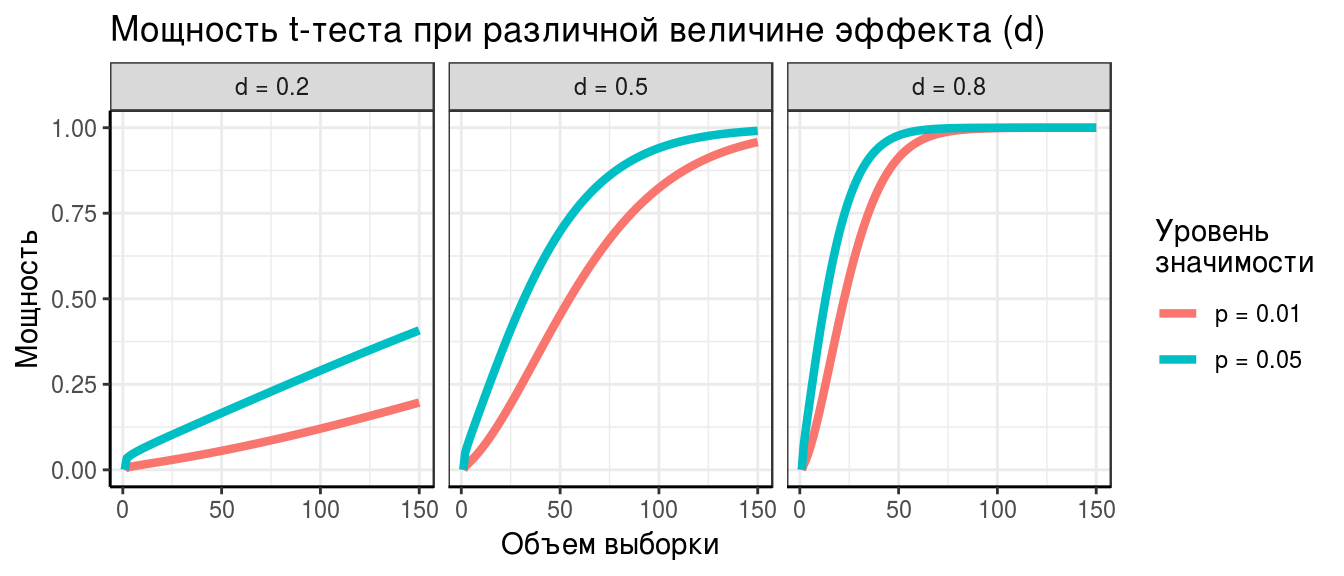 Мощность t-теста при различной величине эффекта (d)
d = 0.2
d = 0.5
d = 0.8
1.00
0.75
0.50
0.25
0.00
Мощность
0 50 100 150
0 50 100 150
0 50 100 150
Объем выборки
Уровень
значимости
p = 0.01
p = 0.05